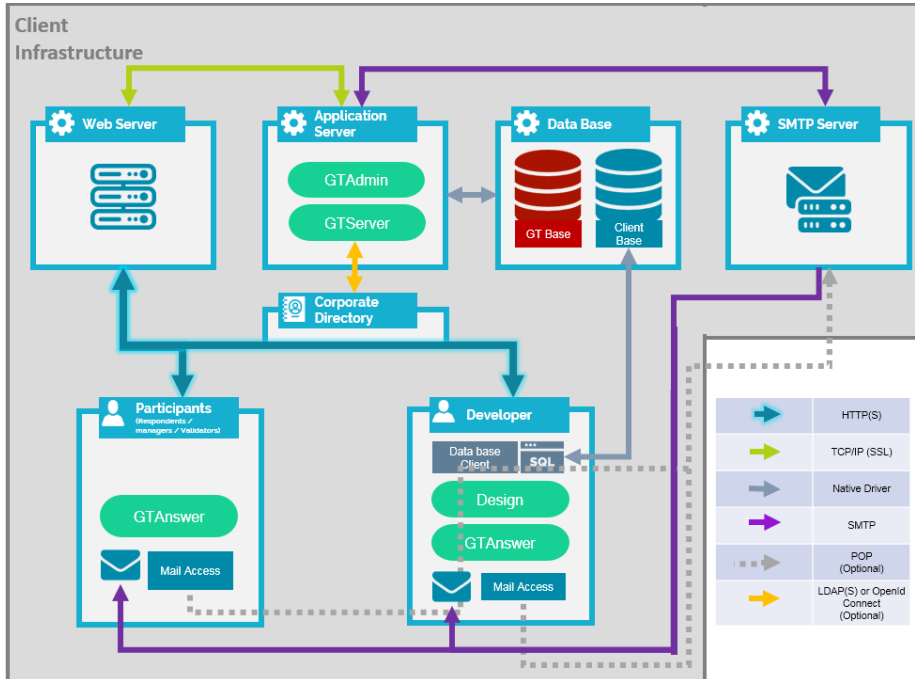 Client
Infrastructure
Web Server
Application
Server
Data Base
SMTP Server
GTAdmin
GTServer
GT Base
Client
Base
Corporate
Directory
Participants
(Respondents /
managers / Validators)
Developer
Data base
Client
SQL
Design
GTAnswer
GTAnswer
Mail Access
Mail Access
HTTP(S)
TCP/IP (SSL)
Native Driver
SMTP
POP
(Optional)
LDAP(S) or OpenId
Connect
(Optional)